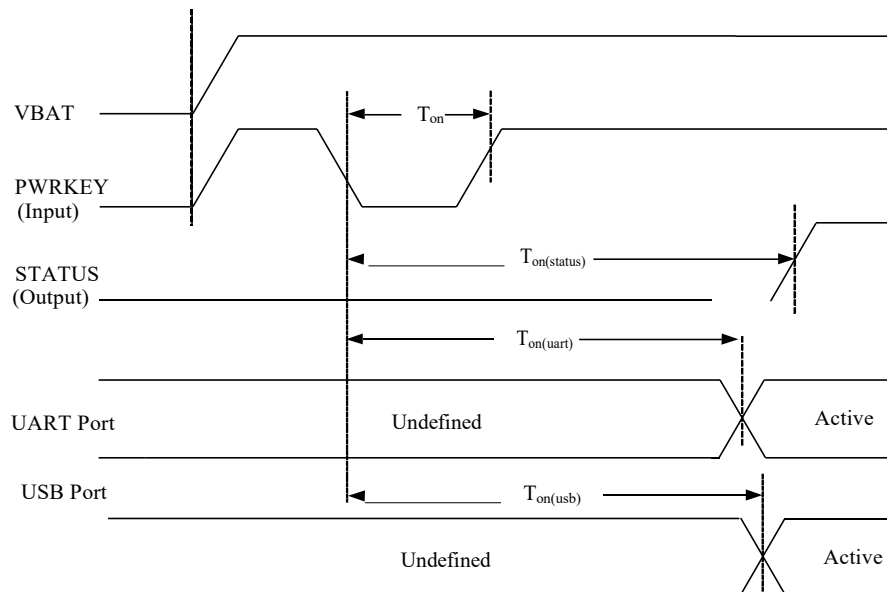 VBAT
Ton
PWRKEY
(Input)
Ton(status)
STATUS
(Output)
Ton(uart)
UART Port
Undefined
Active
USB Port
Ton(usb)
Undefined
Active